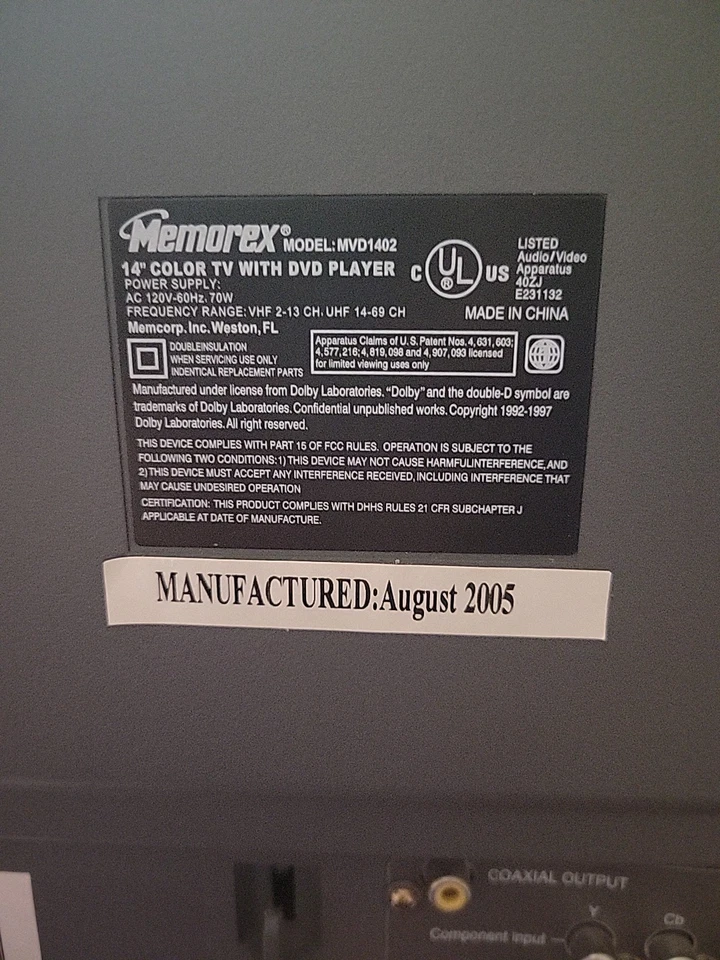 Memorex® MODEL:MVD1402
14" COLOR TV WITH DVD PLAYER
POWER SUPPLY:
AC 120V~60Hz, 70W
FREQUENCY RANGE: VHF 2-13 CH. UHF 14-69 CH
Memcorp. Inc. Weston, FL
C UL® US
LISTED
Audio/Video
Apparatus
40ZJ
E231132
MADE IN CHINA
DOUBLEINSULATION
WHEN SERVICING USE ONLY
INDENTICAL REPLACEMENT PARTS
Apparatus Claims of U.S. Patent Nos. 4,631,603;
4,577,216; 4,819,098 and 4,907,093 licensed
for limited viewing uses only
Manufactured under license from Dolby Laboratories. "Dolby" and the double-D symbol are
trademarks of Dolby Laboratories. Confidential unpublished works. Copyright 1992-1997
Dolby Laboratories. All right reserved.
THIS DEVICE COMPLIES WITH PART 15 OF FCC RULES. OPERATION IS SUBJECT TO THE
FOLLOWING TWO CONDITIONS:1) THIS DEVICE MAY NOT CAUSE HARMFULINTERFERENCE, AND
2) THIS DEVICE MUST ACCEPT ANY INTERFERENCE RECEIVED, INCLUDING INTERFERENCE THAT
MAY CAUSE UNDESIRED OPERATION
CERTIFICATION: THIS PRODUCT COMPLIES WITH DHHS RULES 21 CFR SUBCHAPTER J
APPLICABLE AT DATE OF MANUFACTURE.
MANUFACTURED:August 2005
COAXIAL OUTPUT
Component input
Y
Cb